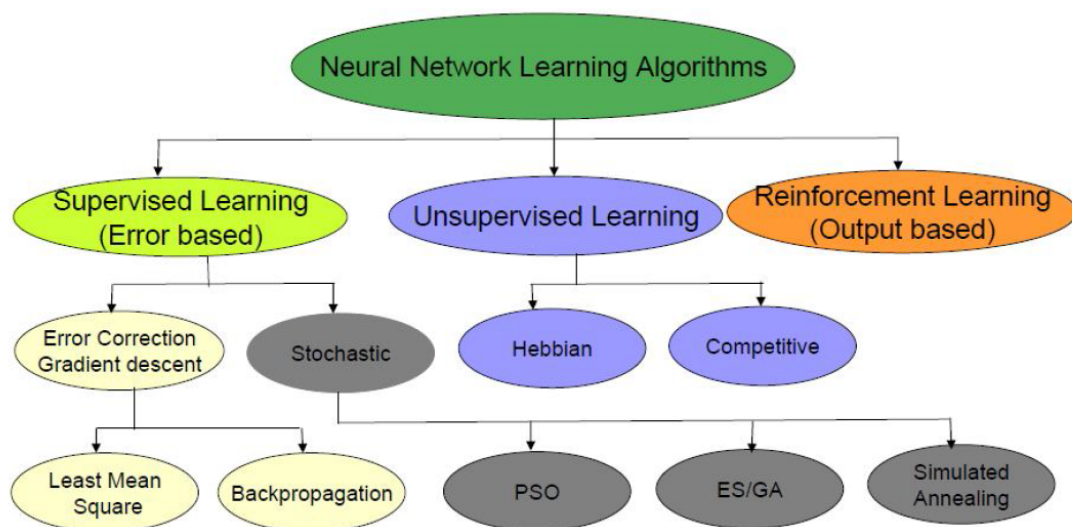 Neural Network Learning Algorithms
Supervised Learning
(Error based)
Unsupervised Learning
Reinforcement Learning
(Output based)
Error Correction
Gradient descent
Stochastic
Hebbian
Competitive
Least Mean
Square
Backpropagation
PSO
ES/GA
Simulated
Annealing